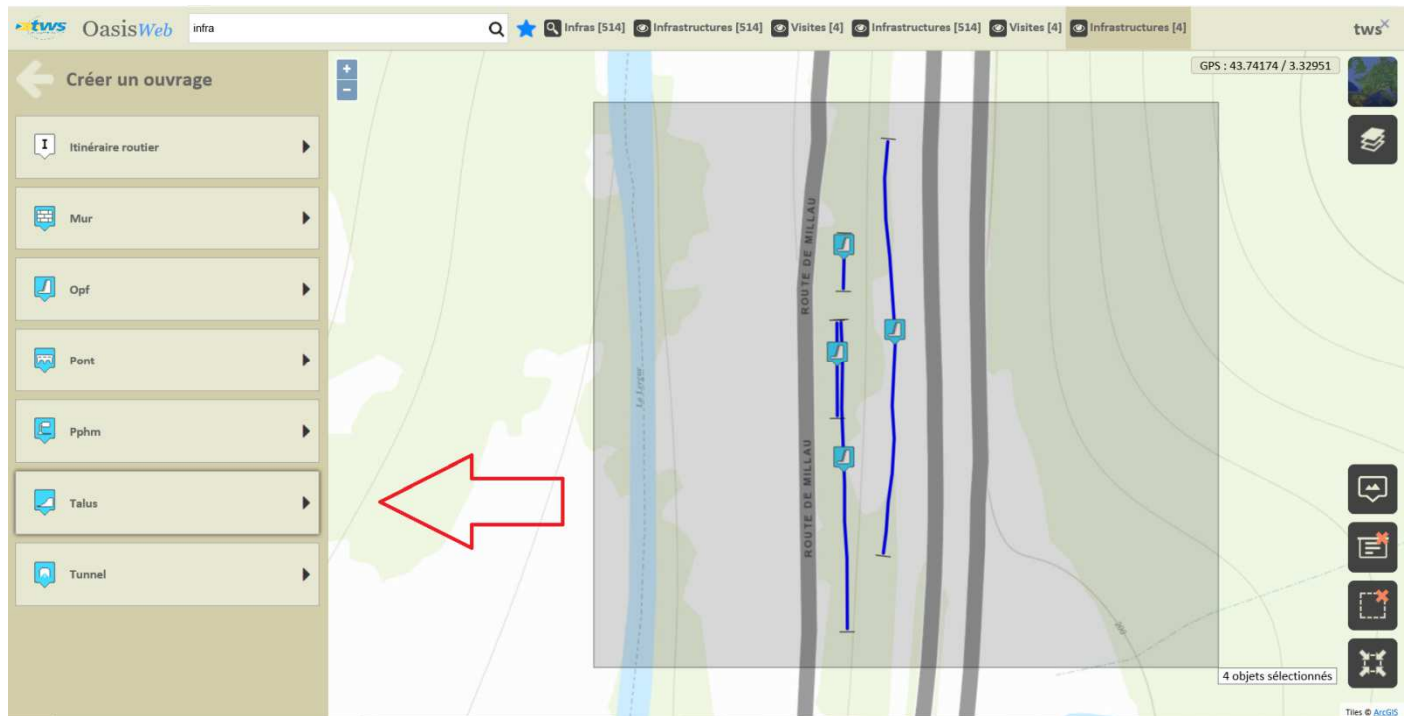 tws OasisWeb infra Infras [514] Infrastructures [514] Visites [4] Infrastructures [514] Visites [4] Infrastructures [4] tws×
Créer un ouvrage
+
−
GPS : 43.74174 / 3.32951
I Itinéraire routier
Mur
Opf
Pont
Pphm
Talus
Tunnel
ROUTE DE MILLAU
ROUTE DE MILLAU
4 objets sélectionnés
Tiles © ArcGIS